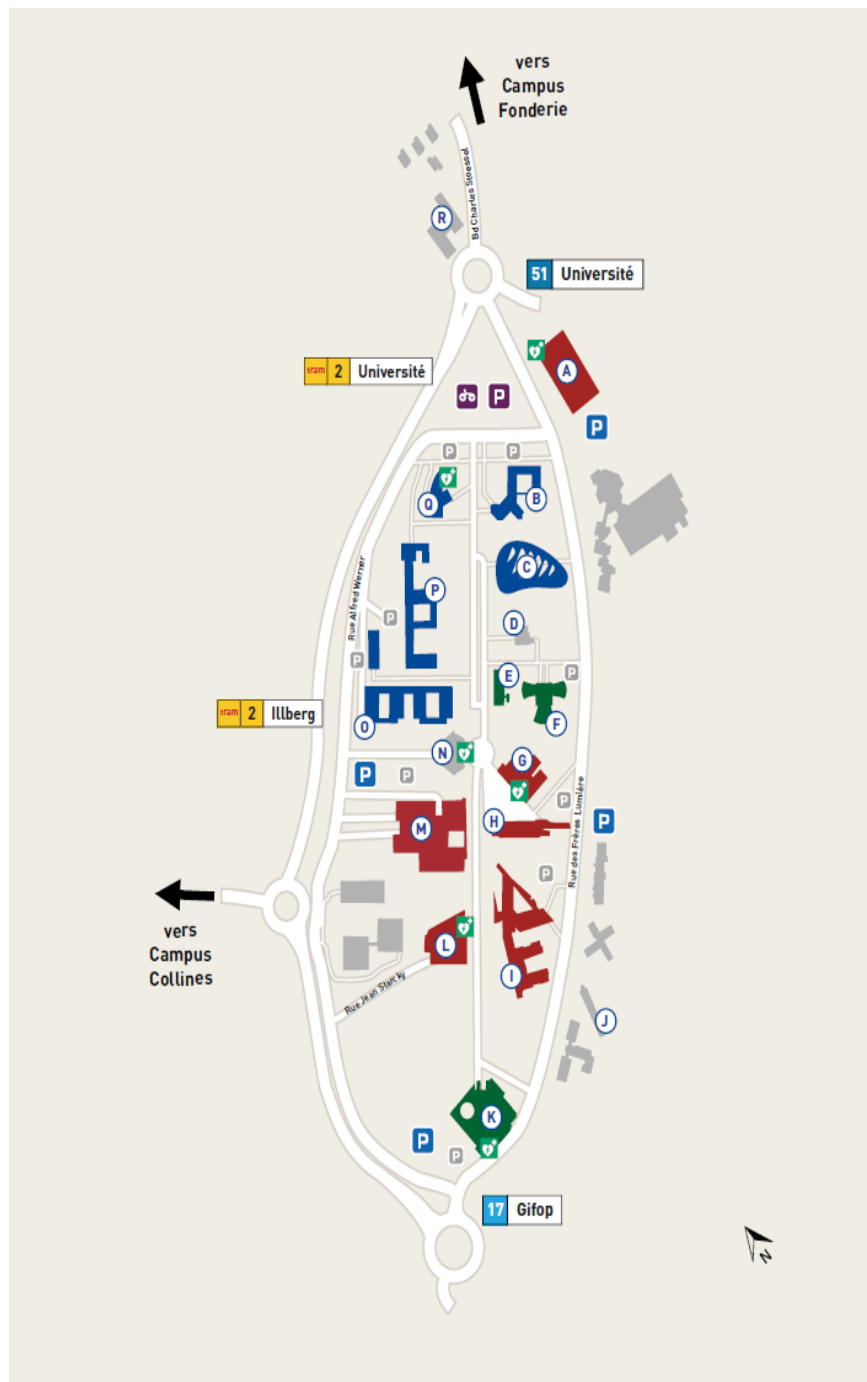 vers
Campus
Fonderie
Bd Charles Stoessel
R
51 Université
A
tram 2 Université
P
P
P
P
Q
B
C
P
Rue Alfred Werner
P
D
P
E
P
F
tram 2 Illberg
O
N
G
P
P
P
H
P
M
Rue des Frères Lumière
P
vers
Campus
Collines
L
I
Rue Jean Starcky
J
K
P
P
17 Gifop
N